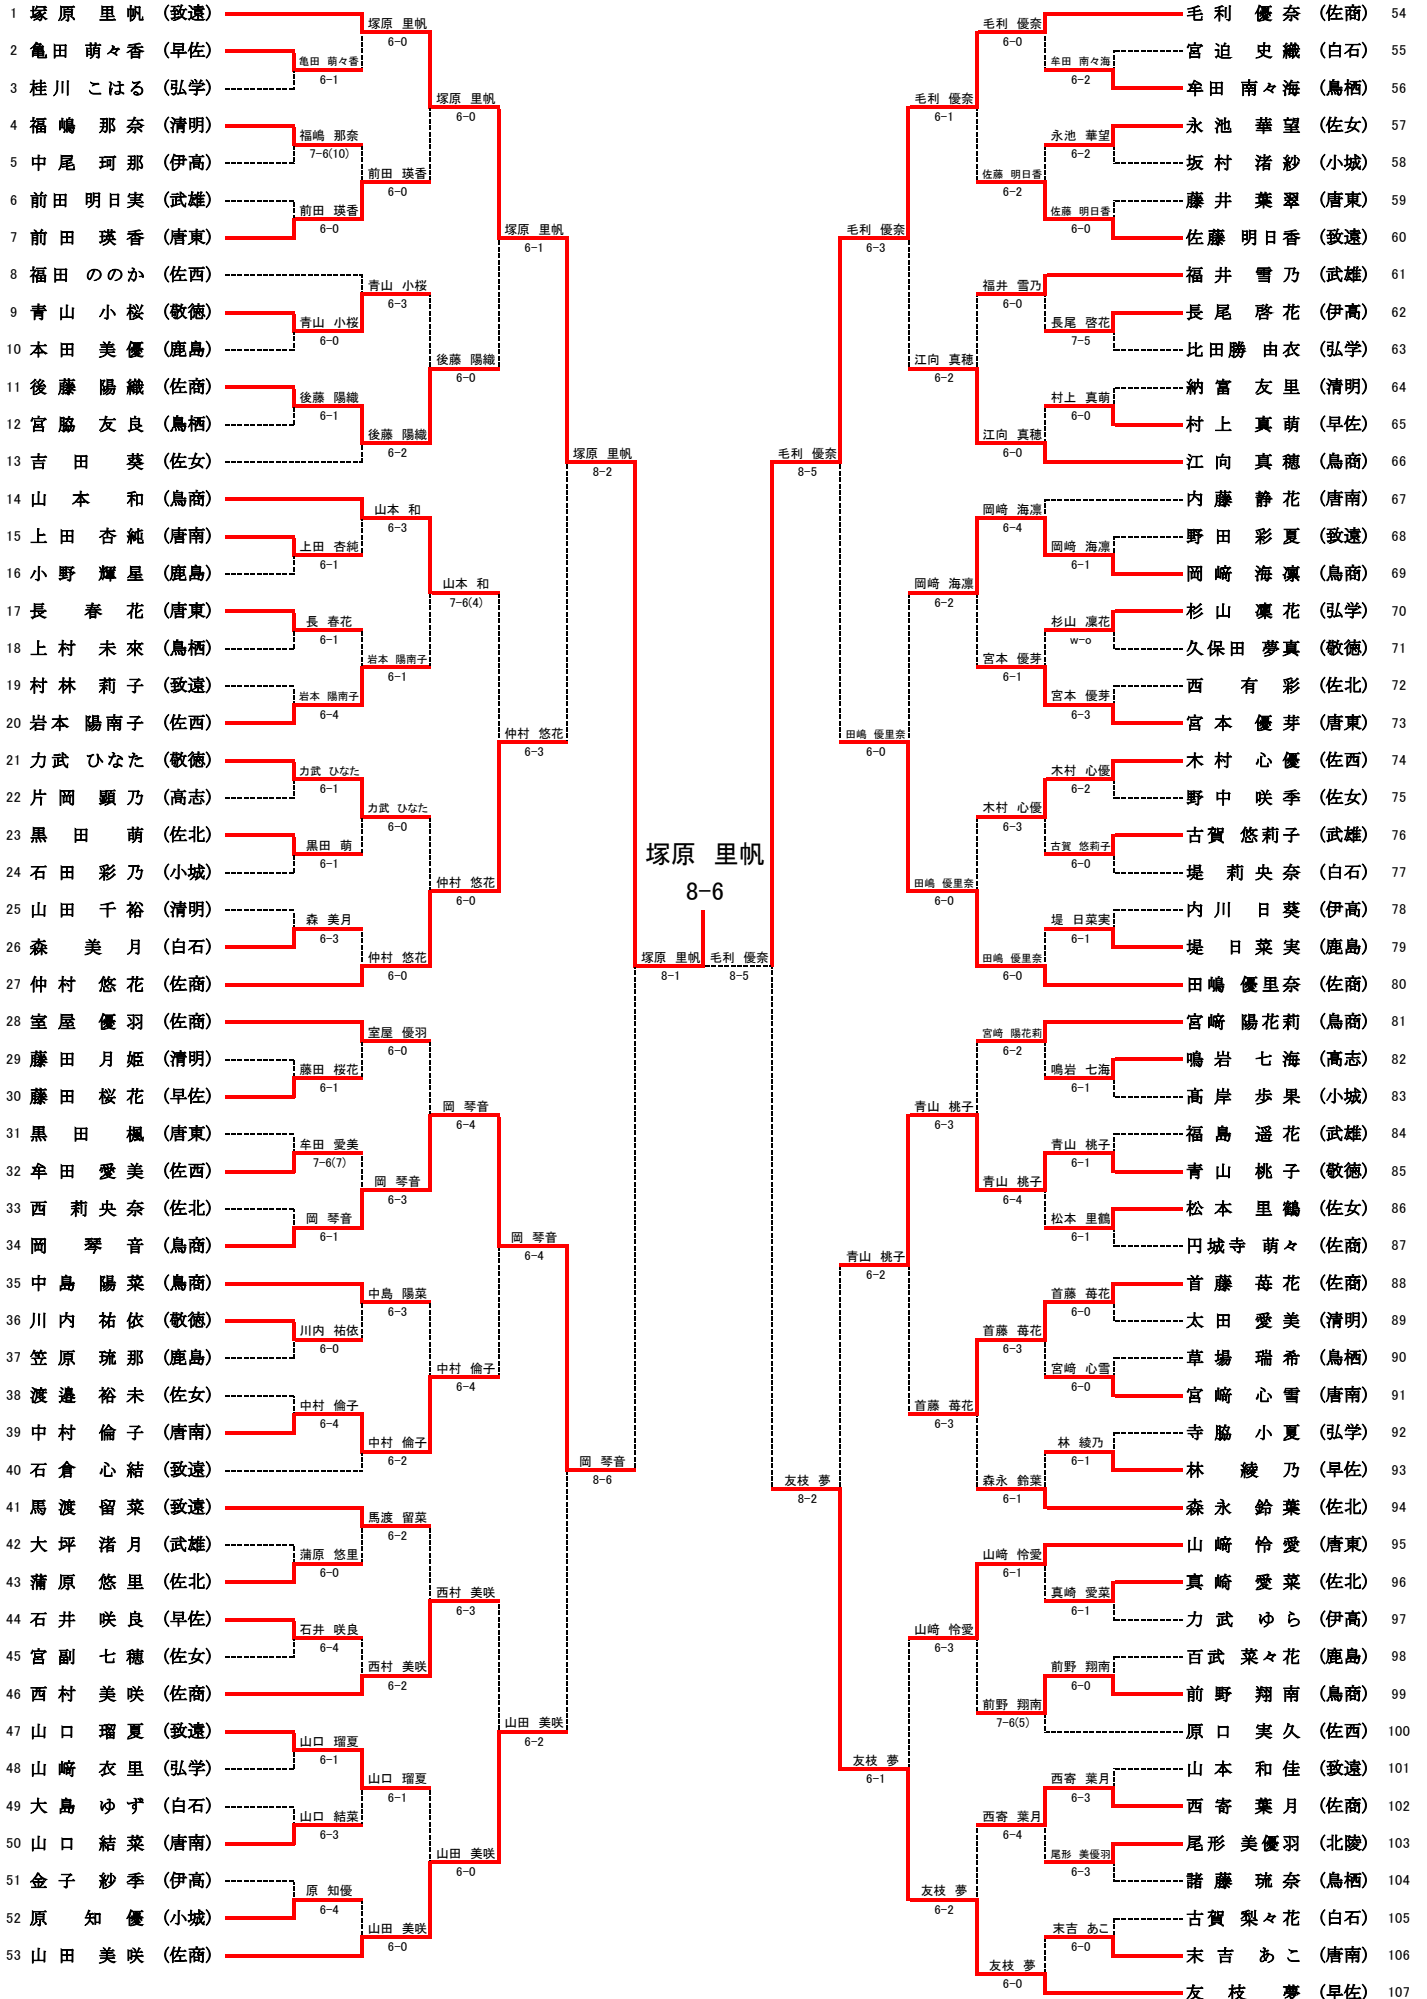 1 塚原 里帆 (致遠)
2 亀田 萌々香 (早佐)
3 桂川 こはる (弘学)
4 福嶋 那奈 (清明)
5 中尾 珂那 (伊高)
6 前田 明日実 (武雄)
7 前田 瑛香 (唐東)
8 福田 ののか (佐西)
9 青山 小桜 (敬徳)
10 本田 美優 (鹿島)
11 後藤 陽織 (佐商)
12 宮脇 友良 (鳥栖)
13 吉田 葵 (佐女)
14 山本 和 (鳥商)
15 上田 杏純 (唐南)
16 小野 輝星 (鹿島)
17 長 春花 (唐東)
18 上村 未來 (鳥栖)
19 村林 莉子 (致遠)
20 岩本 陽南子 (佐西)
21 力武 ひなた (敬徳)
22 片岡 顕乃 (高志)
23 黒田 萌 (佐北)
24 石田 彩乃 (小城)
25 山田 千裕 (清明)
26 森 美月 (白石)
27 仲村 悠花 (佐商)
28 室屋 優羽 (佐商)
29 藤田 月姫 (清明)
30 藤田 桜花 (早佐)
31 黒田 楓 (唐東)
32 牟田 愛美 (佐西)
33 西 莉央奈 (佐北)
34 岡 琴音 (鳥商)
35 中島 陽菜 (鳥商)
36 川内 祐依 (敬徳)
37 笠原 琉那 (鹿島)
38 渡邉 裕未 (佐女)
39 中村 倫子 (唐南)
40 石倉 心結 (致遠)
41 馬渡 留菜 (致遠)
42 大坪 渚月 (武雄)
43 蒲原 悠里 (佐北)
44 石井 咲良 (早佐)
45 宮副 七穂 (佐女)
46 西村 美咲 (佐商)
47 山口 瑠夏 (致遠)
48 山崎 衣里 (弘学)
49 大島 ゆず (白石)
50 山口 結菜 (唐南)
51 金子 紗季 (伊高)
52 原 知優 (小城)
53 山田 美咲 (佐商)
亀田 萌々香
6-1
福嶋 那奈
7-6(10)
前田 瑛香
6-0
青山 小桜
6-0
後藤 陽織
6-1
上田 杏純
6-1
長 春花
6-1
岩本 陽南子
6-4
力武 ひなた
6-1
黒田 萌
6-1
森 美月
6-3
藤田 桜花
6-1
牟田 愛美
7-6(7)
岡 琴音
6-1
川内 祐依
6-0
中村 倫子
6-4
蒲原 悠里
6-0
石井 咲良
6-4
山口 瑠夏
6-1
山口 結菜
6-3
原 知優
6-4
塚原 里帆
6-0
前田 瑛香
6-0
青山 小桜
6-3
後藤 陽織
6-2
山本 和
6-3
岩本 陽南子
6-1
力武 ひなた
6-0
仲村 悠花
6-0
室屋 優羽
6-0
岡 琴音
6-3
中島 陽菜
6-3
中村 倫子
6-2
馬渡 留菜
6-2
西村 美咲
6-2
山口 瑠夏
6-1
山田 美咲
6-0
塚原 里帆
6-0
後藤 陽織
6-0
山本 和
7-6(4)
仲村 悠花
6-0
岡 琴音
6-4
中村 倫子
6-4
西村 美咲
6-3
山田 美咲
6-0
塚原 里帆
6-1
仲村 悠花
6-3
岡 琴音
6-4
山田 美咲
6-2
塚原 里帆
8-2
岡 琴音
8-6
塚原 里帆
8-1
塚原 里帆
8-6
毛利 優奈
8-5
毛利 優奈
8-5
友枝 夢
8-2
毛利 優奈
6-3
田嶋 優里奈
6-0
青山 桃子
6-2
友枝 夢
6-1
毛利 優奈
6-1
江向 真穂
6-2
岡﨑 海凛
6-2
田嶋 優里奈
6-0
青山 桃子
6-3
首藤 苺花
6-3
山﨑 怜愛
6-3
友枝 夢
6-2
毛利 優奈
6-0
佐藤 明日香
6-2
福井 雪乃
6-0
江向 真穂
6-0
岡﨑 海凛
6-4
宮本 優芽
6-1
木村 心優
6-3
田嶋 優里奈
6-0
宮﨑 陽花莉
6-2
青山 桃子
6-4
首藤 苺花
6-3
森永 鈴葉
6-1
山﨑 怜愛
6-1
前野 翔南
7-6(5)
西寄 葉月
6-4
友枝 夢
6-0
牟田 南々海
6-2
永池 華望
6-2
佐藤 明日香
6-0
長尾 啓花
7-5
村上 真萌
6-0
岡﨑 海凛
6-1
杉山 凜花
w-o
宮本 優芽
6-3
木村 心優
6-2
古賀 悠莉子
6-0
堤 日菜実
6-1
鳴岩 七海
6-1
青山 桃子
6-1
松本 里鶴
6-1
首藤 苺花
6-0
宮﨑 心雪
6-0
林 綾乃
6-1
真崎 愛菜
6-1
前野 翔南
6-0
西寄 葉月
6-3
尾形 美優羽
6-3
末吉 あこ
6-0
毛利 優奈 (佐商) 54
宮迫 史織 (白石) 55
牟田 南々海 (鳥栖) 56
永池 華望 (佐女) 57
坂村 渚紗 (小城) 58
藤井 葉翠 (唐東) 59
佐藤 明日香 (致遠) 60
福井 雪乃 (武雄) 61
長尾 啓花 (伊高) 62
比田勝 由衣 (弘学) 63
納富 友里 (清明) 64
村上 真萌 (早佐) 65
江向 真穂 (鳥商) 66
内藤 静花 (唐南) 67
野田 彩夏 (致遠) 68
岡﨑 海凛 (鳥商) 69
杉山 凜花 (弘学) 70
久保田 夢真 (敬徳) 71
西 有彩 (佐北) 72
宮本 優芽 (唐東) 73
木村 心優 (佐西) 74
野中 咲季 (佐女) 75
古賀 悠莉子 (武雄) 76
堤 莉央奈 (白石) 77
内川 日葵 (伊高) 78
堤 日菜実 (鹿島) 79
田嶋 優里奈 (佐商) 80
宮﨑 陽花莉 (鳥商) 81
鳴岩 七海 (高志) 82
高岸 歩果 (小城) 83
福島 遥花 (武雄) 84
青山 桃子 (敬徳) 85
松本 里鶴 (佐女) 86
円城寺 萌々 (佐商) 87
首藤 苺花 (佐商) 88
太田 愛美 (清明) 89
草場 瑞希 (鳥栖) 90
宮﨑 心雪 (唐南) 91
寺脇 小夏 (弘学) 92
林 綾乃 (早佐) 93
森永 鈴葉 (佐北) 94
山﨑 怜愛 (唐東) 95
真崎 愛菜 (佐北) 96
力武 ゆら (伊高) 97
百武 菜々花 (鹿島) 98
前野 翔南 (鳥商) 99
原口 実久 (佐西) 100
山本 和佳 (致遠) 101
西寄 葉月 (佐商) 102
尾形 美優羽 (北陵) 103
諸藤 琉奈 (鳥栖) 104
古賀 梨々花 (白石) 105
末吉 あこ (唐南) 106
友枝 夢 (早佐) 107